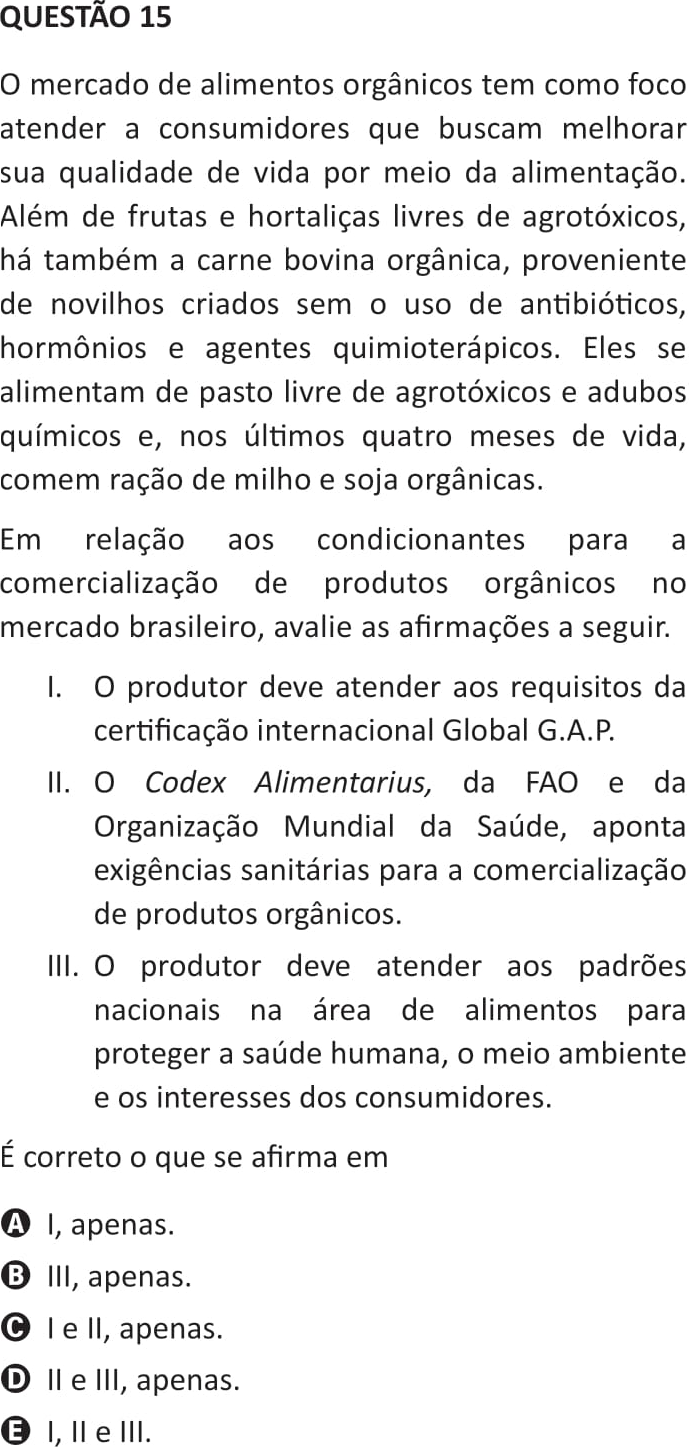 QUESTÃO 15
O mercado de alimentos orgânicos tem como foco
atender a consumidores que buscam melhorar
sua qualidade de vida por meio da alimentação.
Além de frutas e hortaliças livres de agrotóxicos,
há também a carne bovina orgânica, proveniente
de novilhos criados sem o uso de antibióticos,
hormônios e agentes quimioterápicos. Eles se
alimentam de pasto livre de agrotóxicos e adubos
químicos e, nos últimos quatro meses de vida,
comem ração de milho e soja orgânicas.
Em relação aos condicionantes para a
comercialização de produtos orgânicos no
mercado brasileiro, avalie as afirmações a seguir.
I. O produtor deve atender aos requisitos da
certificação internacional Global G.A.P.
II. O Codex Alimentarius, da FAO e da
Organização Mundial da Saúde, aponta
exigências sanitárias para a comercialização
de produtos orgânicos.
III. O produtor deve atender aos padrões
nacionais na área de alimentos para
proteger a saúde humana, o meio ambiente
e os interesses dos consumidores.
É correto o que se afirma em
A I, apenas.
B III, apenas.
C I e II, apenas.
D II e III, apenas.
E I, II e III.